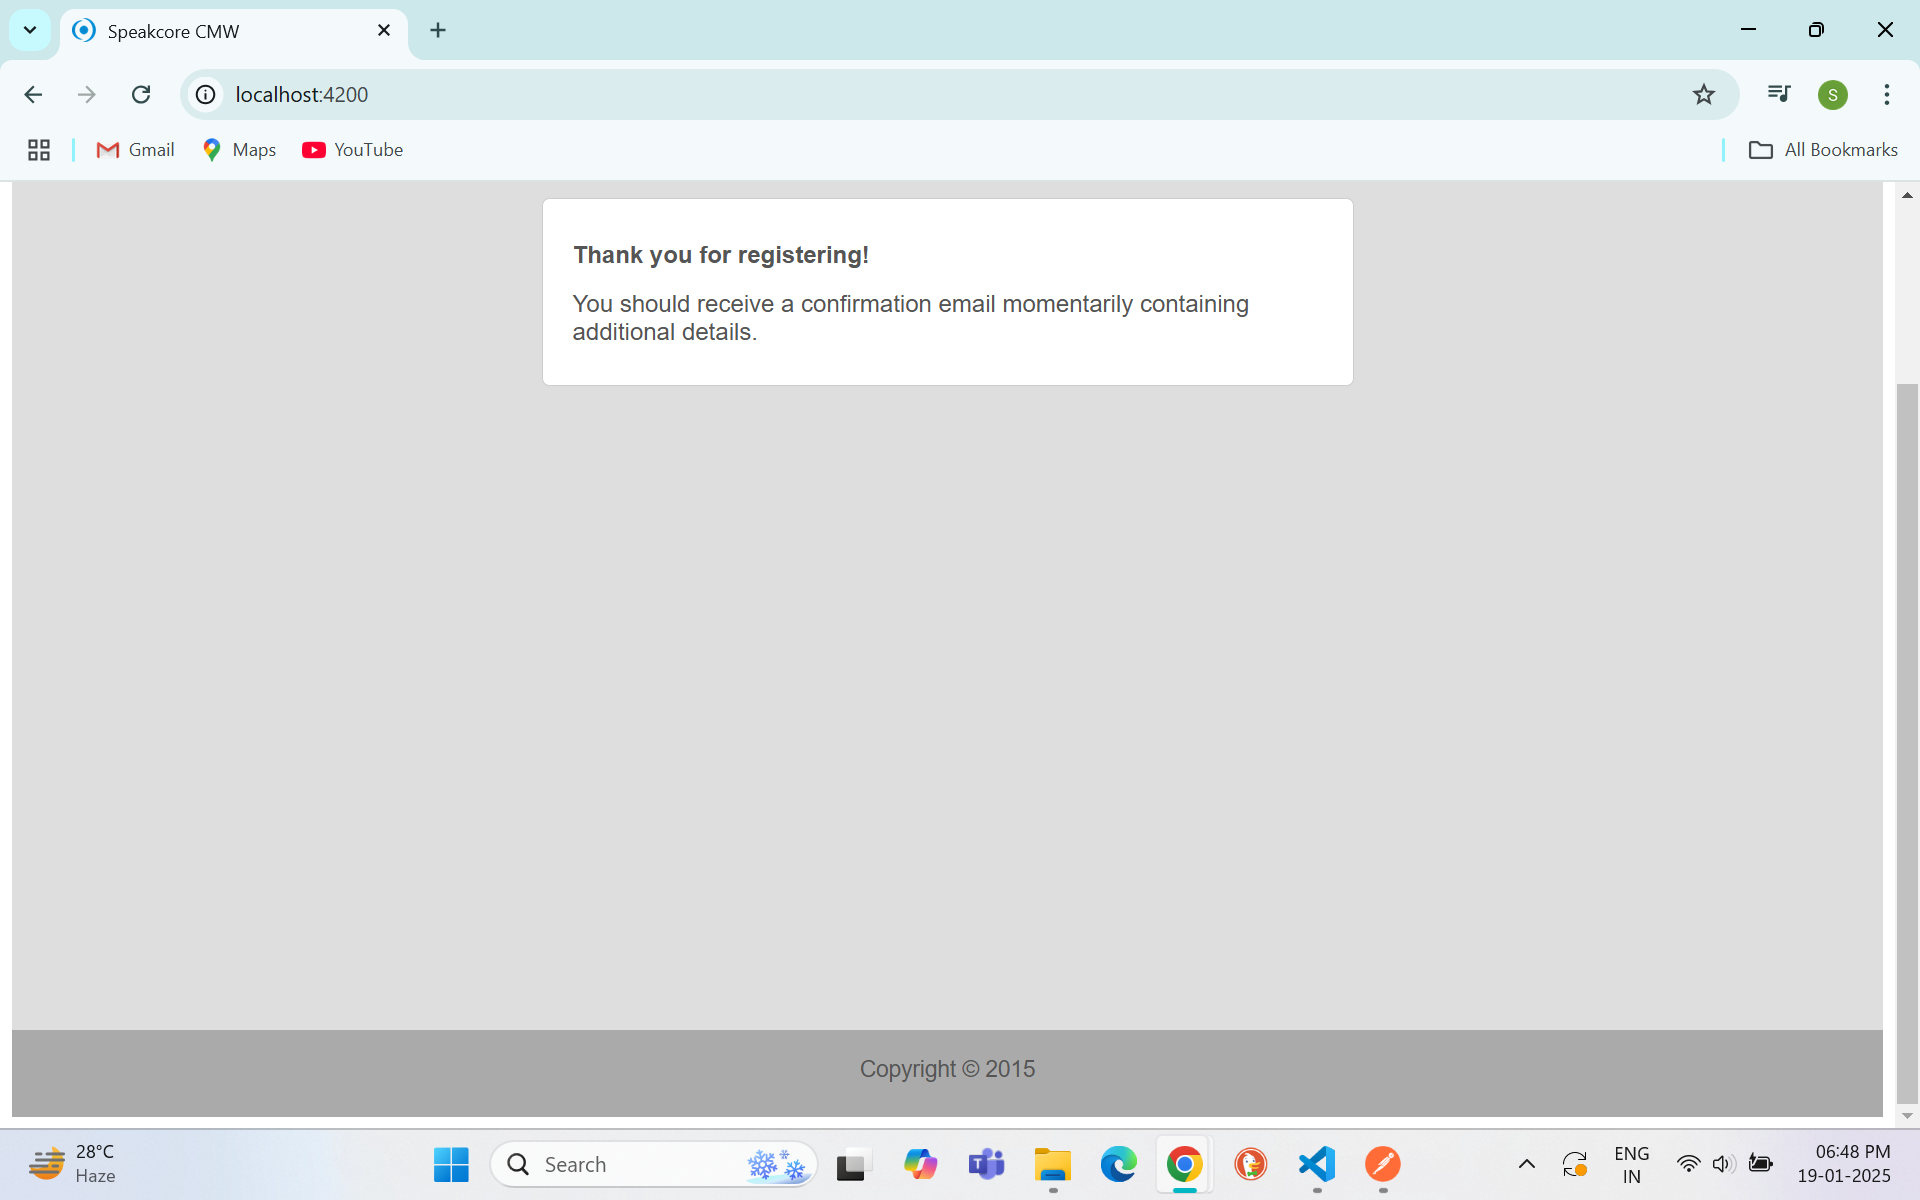 Speakcore CMW
localhost:4200
S
Gmail
Maps
YouTube
All Bookmarks
Thank you for registering!
You should receive a confirmation email momentarily containing
additional details.
Copyright © 2015
28°C
Haze
Search
ENG
IN
06:48 PM
19-01-2025